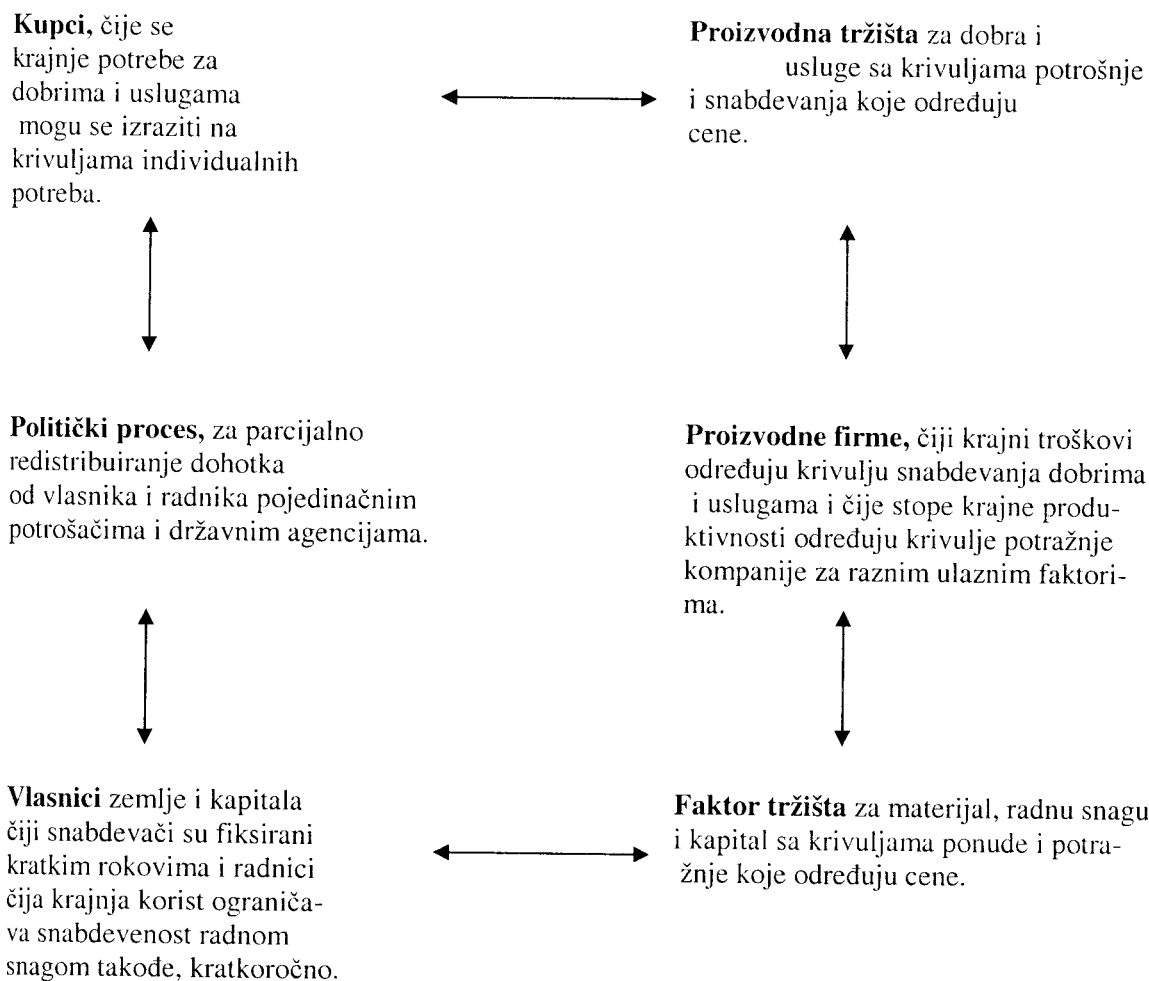 Kupci, čije se
krajnje potrebe za
dobrima i uslugama
mogu se izraziti na
krivuljama individualnih
potreba.
Proizvodna tržišta za dobra i
usluge sa krivuljama potrošnje
i snabdevanja koje određuju
cene.
Politički proces, za parcijalno
redistribuiranje dohotka
od vlasnika i radnika pojedinačnim
potrošačima i državnim agencijama.
Proizvodne firme, čiji krajni troškovi
određuju krivulju snabdevanja dobrima
i uslugama i čije stope krajne produ-
ktivnosti određuju krivulje potražnje
kompanije za raznim ulaznim faktori-
ma.
Vlasnici zemlje i kapitala
čiji snabdevači su fiksirani
kratkim rokovima i radnici
čija krajnja korist ograniča-
va snabdevenost radnom
snagom takođe, kratkoročno.
Faktor tržišta za materijal, radnu snagu
i kapital sa krivuljama ponude i potra-
žnje koje određuju cene.